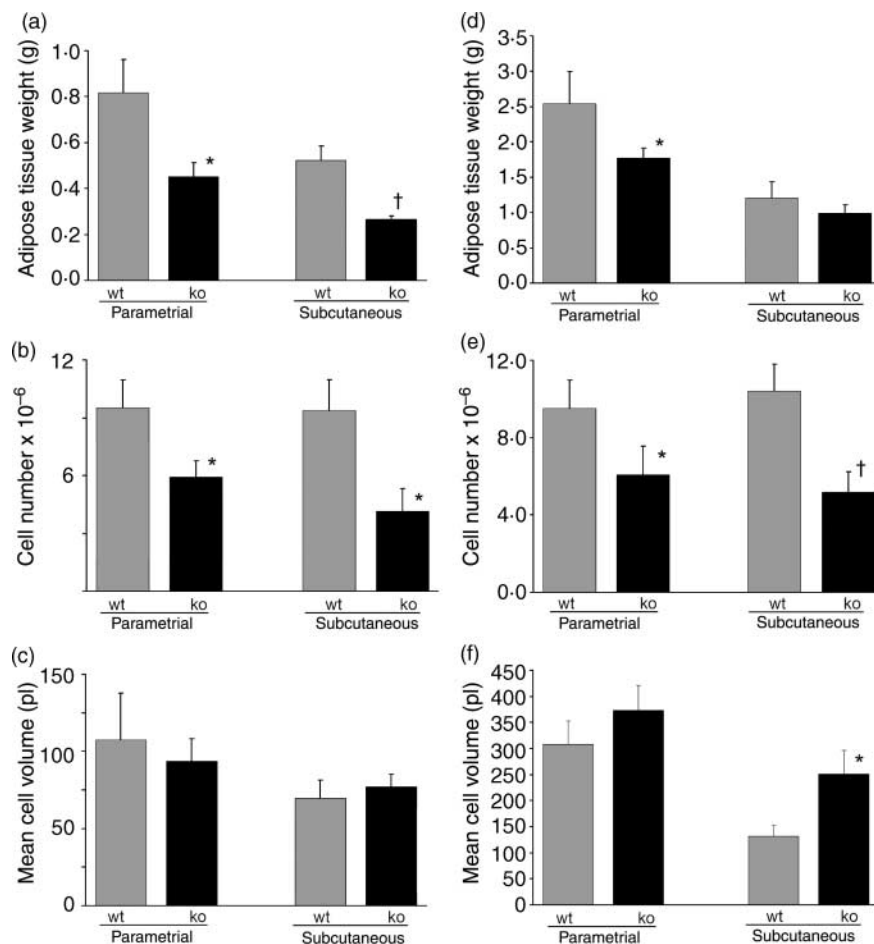 (a)
Adipose tissue weight (g)
1·0
0·8
0·6
0·4
0·2
0·0
*
†
wt ko wt ko
Parametrial Subcutaneous
(d)
Adipose tissue weight (g)
3·5
3·0
2·5
2·0
1·5
1·0
0·5
0·0
*
wt ko wt ko
Parametrial Subcutaneous
(b)
Cell number x 10⁻⁶
12
6
*
*
wt ko wt ko
Parametrial Subcutaneous
(e)
Cell number x 10⁻⁶
12·0
8·0
4·0
0·0
*
†
wt ko wt ko
Parametrial Subcutaneous
(c)
Mean cell volume (pl)
150
100
50
0
wt ko wt ko
Parametrial Subcutaneous
(f)
Mean cell volume (pl)
450
400
350
300
250
200
150
100
50
0
*
wt ko wt ko
Parametrial Subcutaneous